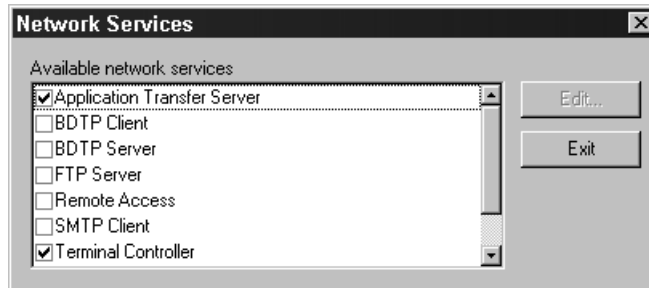 Network Services
Available network services
Application Transfer Server
BDTP Client
BDTP Server
FTP Server
Remote Access
SMTP Client
Terminal Controller
Edit...
Exit